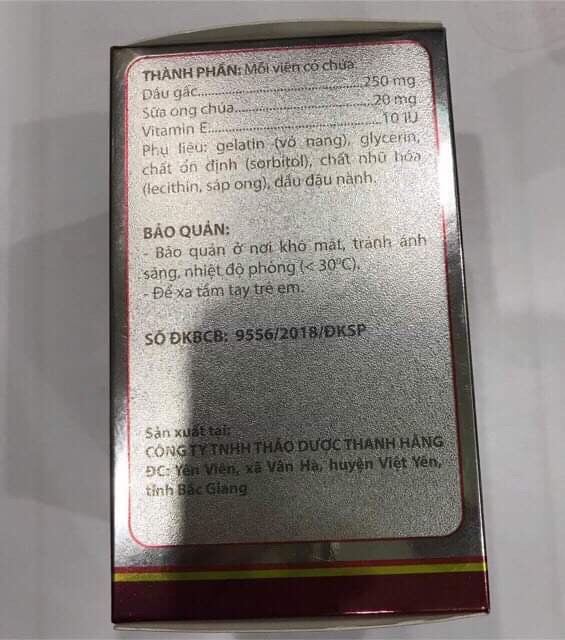 THÀNH PHẦN: Mỗi viên có chứa:
Dầu gấc..................................250 mg
Sữa ong chúa............................20 mg
Vitamin E...................................10 IU
Phụ liệu: gelatin (vỏ nang), glycerin,
chất ổn định (sorbitol), chất nhũ hóa
(lecithin, sáp ong), dầu đậu nành.
BẢO QUẢN:
- Bảo quản ở nơi khô mát, tránh ánh
sáng, nhiệt độ phòng (< 30°C).
- Để xa tầm tay trẻ em.
SỐ ĐKBCB: 9556/2018/ĐKSP
Sản xuất tại:
CÔNG TY TNHH THẢO DƯỢC THANH HẰNG
ĐC: Yên Viên, xã Vân Hà, huyện Việt Yên,
tỉnh Bắc Giang